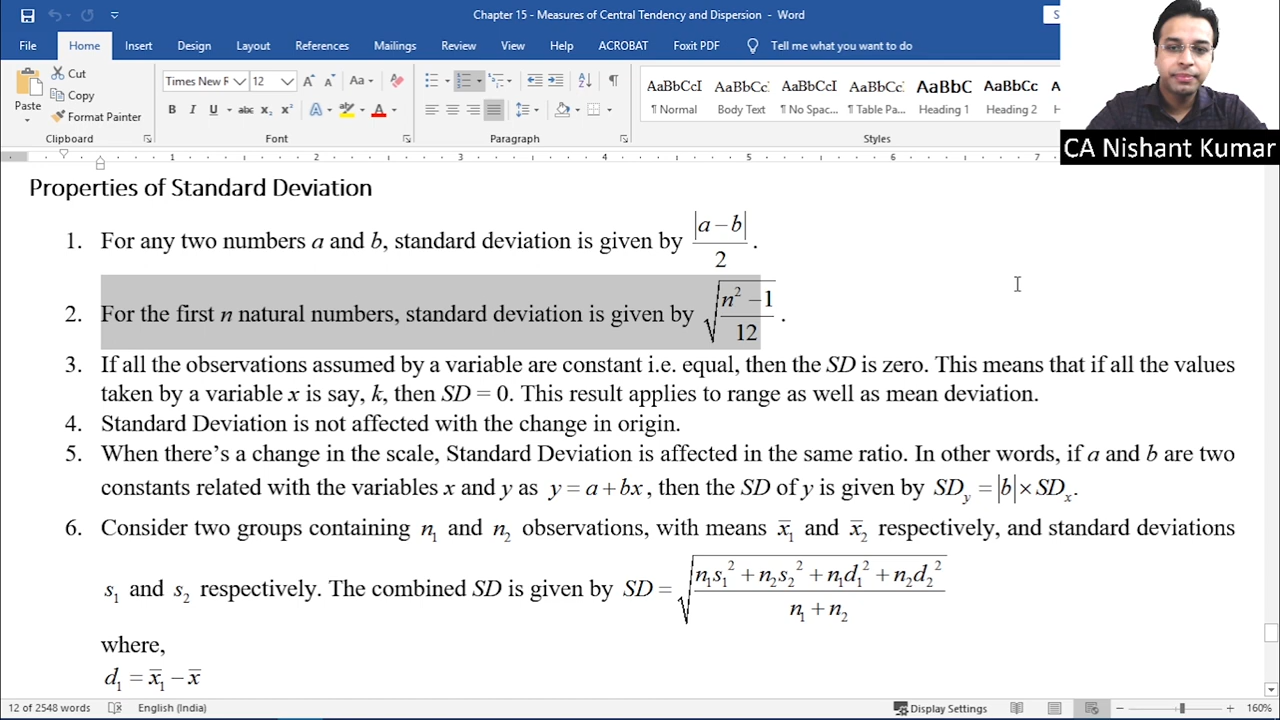 Chapter 15 - Measures of Central Tendency and Dispersion - Word
File Home Insert Design Layout References Mailings Review View Help ACROBAT Foxit PDF Tell me what you want to do
Paste
Cut
Copy
Format Painter
Clipboard
Times New F 12
Font
Paragraph
AaBbCcI AaBbCc AaBbCcI AaBbCcI AaBbC AaBbCc
¶ Normal Body Text ¶ No Spac... ¶ Table Pa... Heading 1 Heading 2
Styles
CA Nishant Kumar
1 2 3 4 5 6 7
Properties of Standard Deviation
1. For any two numbers a and b, standard deviation is given by |a – b| / 2 .
2. For the first n natural numbers, standard deviation is given by √((n² – 1) / 12) .
3. If all the observations assumed by a variable are constant i.e. equal, then the SD is zero. This means that if all the values
taken by a variable x is say, k, then SD = 0. This result applies to range as well as mean deviation.
4. Standard Deviation is not affected with the change in origin.
5. When there’s a change in the scale, Standard Deviation is affected in the same ratio. In other words, if a and b are two
constants related with the variables x and y as y = a + bx, then the SD of y is given by SD_y = |b| × SD_x.
6. Consider two groups containing n₁ and n₂ observations, with means x̄₁ and x̄₂ respectively, and standard deviations
s₁ and s₂ respectively. The combined SD is given by SD = √((n₁s₁² + n₂s₂² + n₁d₁² + n₂d₂²) / (n₁ + n₂))
where,
d₁ = x̄₁ – x̄
12 of 2548 words English (India) Display Settings 160%